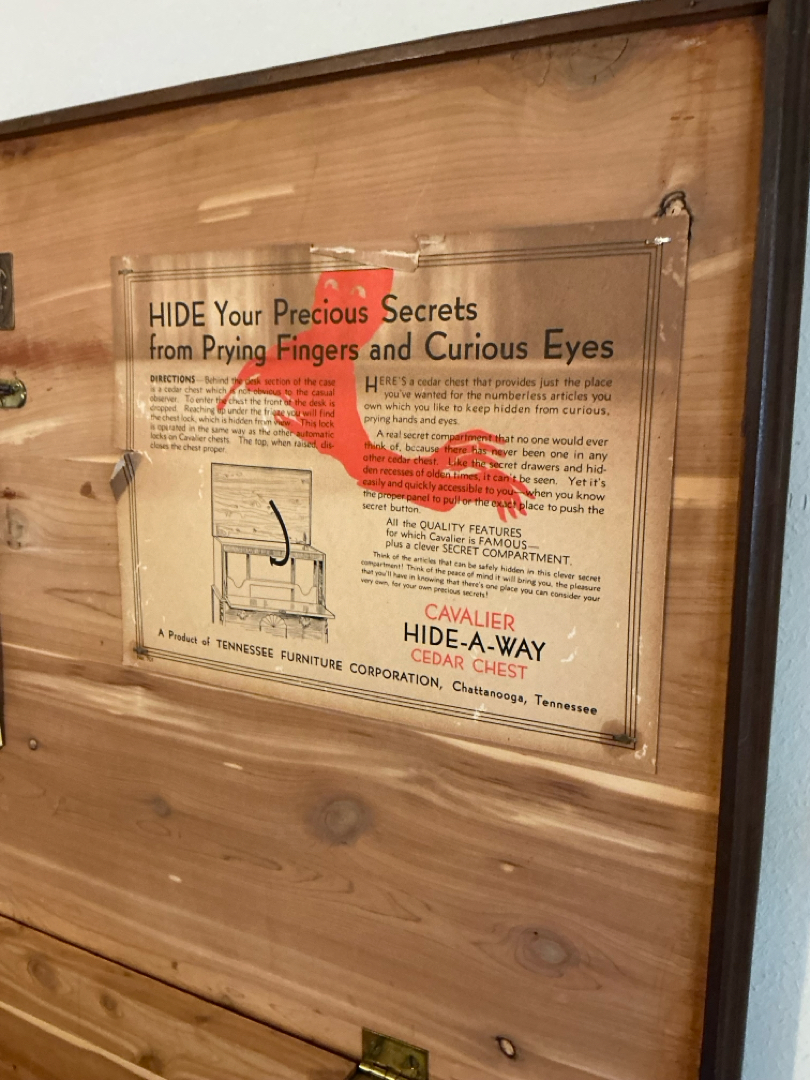 HIDE Your Precious Secrets
from Prying Fingers and Curious Eyes
DIRECTIONS—Behind the desk section of the case
is a cedar chest which is not obvious to the casual
observer. To enter the chest the front of the desk is
dropped. Reaching up under the frieze you will find
the chest lock, which is hidden from view. This lock
is operated in the same way as the other automatic
locks on Cavalier chests. The top, when raised, dis-
closes the chest proper.
HERE'S a cedar chest that provides just the place
you've wanted for the numberless articles you
own which you like to keep hidden from curious,
prying hands and eyes.
A real secret compartment that no one would ever
think of, because there has never been one in any
other cedar chest. Like the secret drawers and hid-
den recesses of olden times, it can't be seen. Yet it's
easily and quickly accessible to you—when you know
the proper panel to pull or the exact place to push the
secret button.
All the QUALITY FEATURES
for which Cavalier is FAMOUS—
plus a clever SECRET COMPARTMENT.
Think of the articles that can be safely hidden in this clever secret
compartment! Think of the peace of mind it will bring you, the pleasure
that you'll have in knowing that there's one place you can consider your
very own, for your own precious secrets!
CAVALIER
HIDE-A-WAY
CEDAR CHEST
A Product of TENNESSEE FURNITURE CORPORATION, Chattanooga, Tennessee